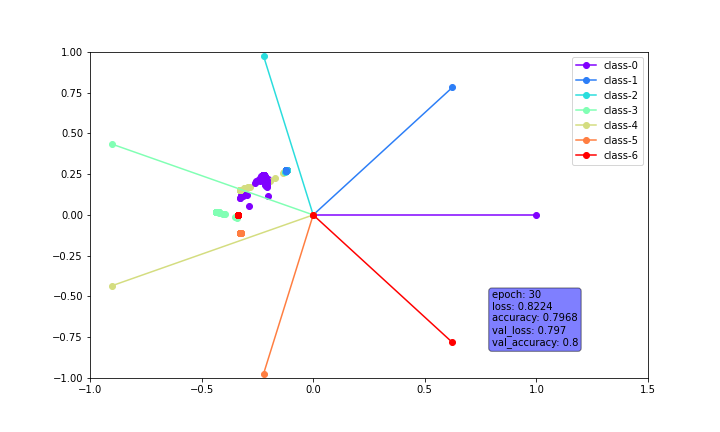 1.00
0.75
0.50
0.25
0.00
−0.25
−0.50
−0.75
−1.00
−1.0
−0.5
0.0
0.5
1.0
1.5
class-0
class-1
class-2
class-3
class-4
class-5
class-6
epoch: 30
loss: 0.8224
accuracy: 0.7968
val_loss: 0.797
val_accuracy: 0.8